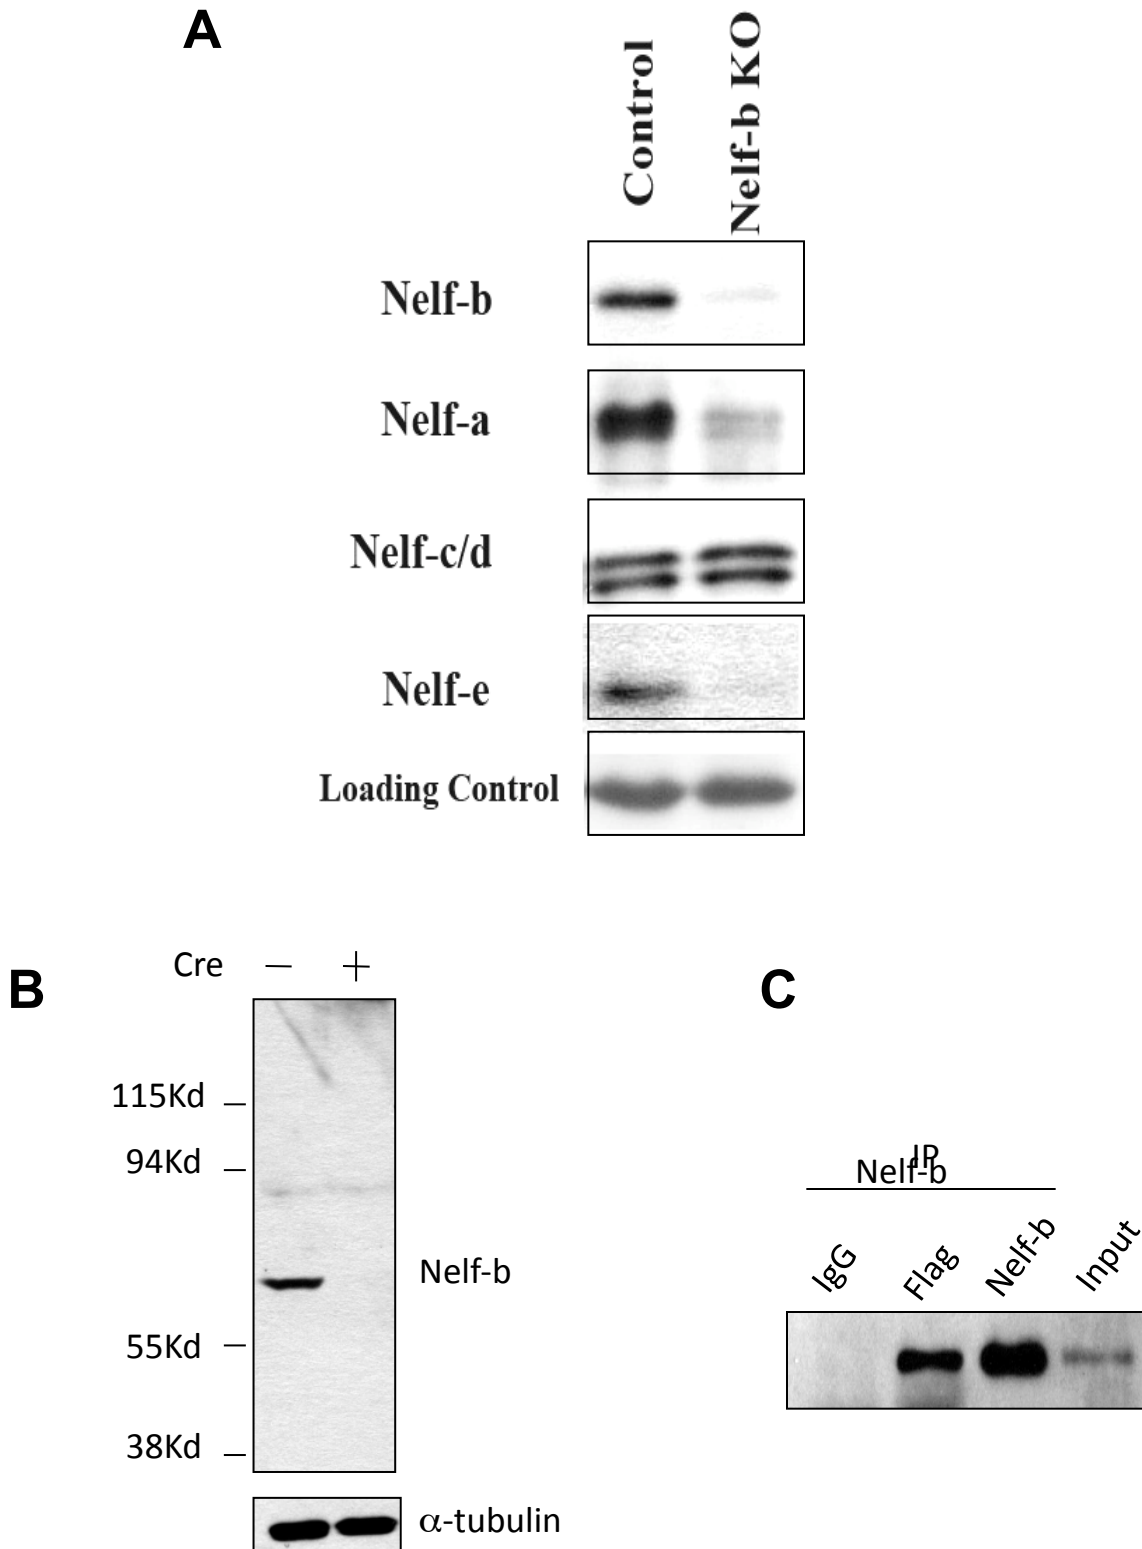 A
Control
Nelf-b KO
Nelf-b
Nelf-a
Nelf-c/d
Nelf-e
Loading Control
B
Cre − +
115Kd
94Kd
Nelf-b
55Kd
38Kd
α-tubulin
C
IP
Nelf-b
IgG
Flag
Nelf-b
Input